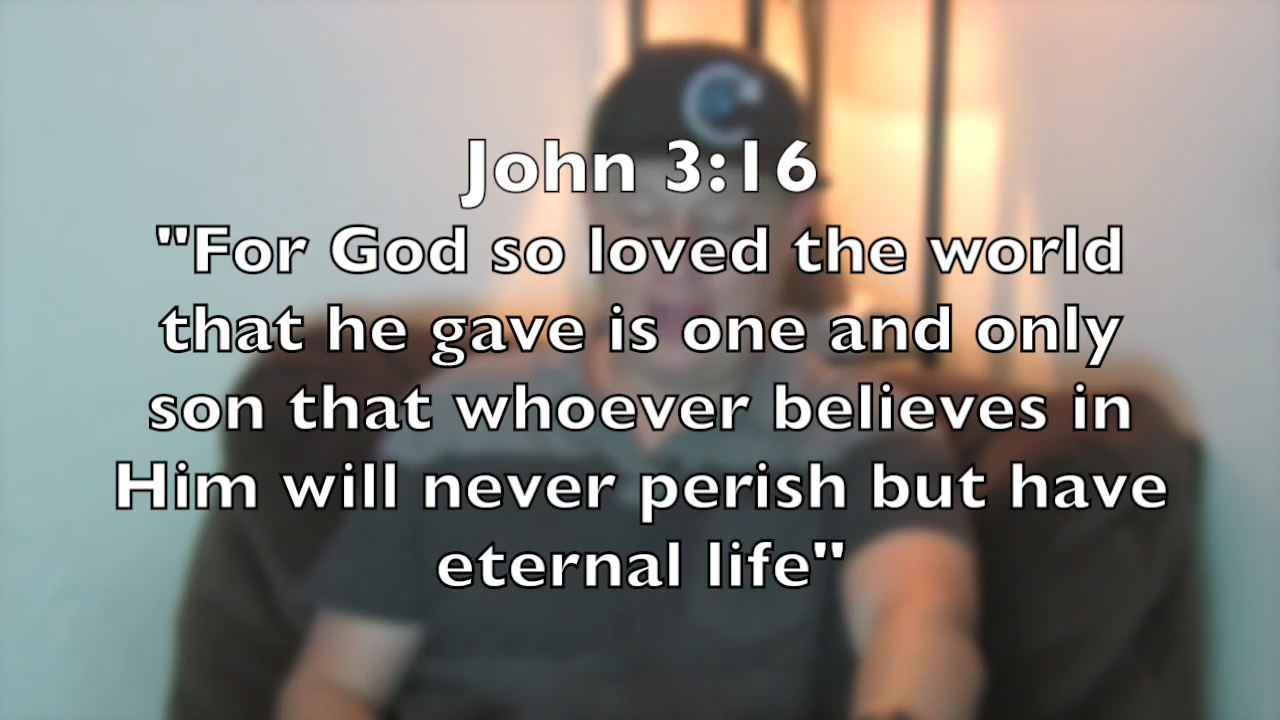 John 3:16
"For God so loved the world
that he gave is one and only
son that whoever believes in
Him will never perish but have
eternal life"